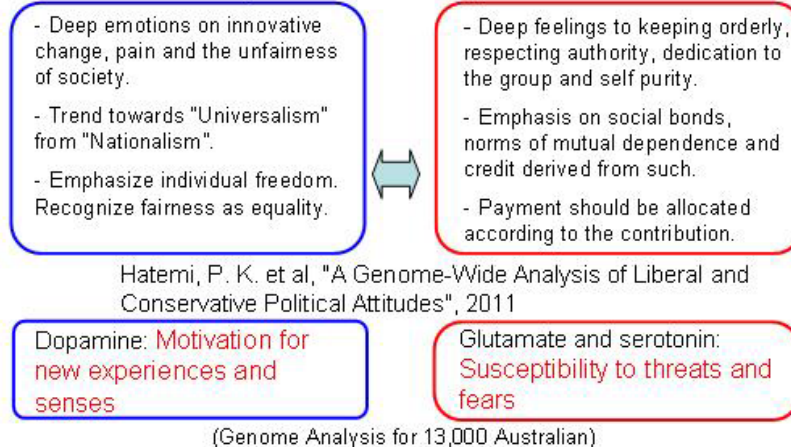 - Deep emotions on innovative
change, pain and the unfairness
of society.
- Trend towards "Universalism"
from "Nationalism".
- Emphasize individual freedom.
Recognize fairness as equality.
- Deep feelings to keeping orderly,
respecting authority, dedication to
the group and self purity.
- Emphasis on social bonds,
norms of mutual dependence and
credit derived from such.
- Payment should be allocated
according to the contribution.
Hatemi, P. K. et al, "A Genome-Wide Analysis of Liberal and
Conservative Political Attitudes", 2011
Dopamine: Motivation for
new experiences and
senses
Glutamate and serotonin:
Susceptibility to threats and
fears
(Genome Analysis for 13,000 Australian)